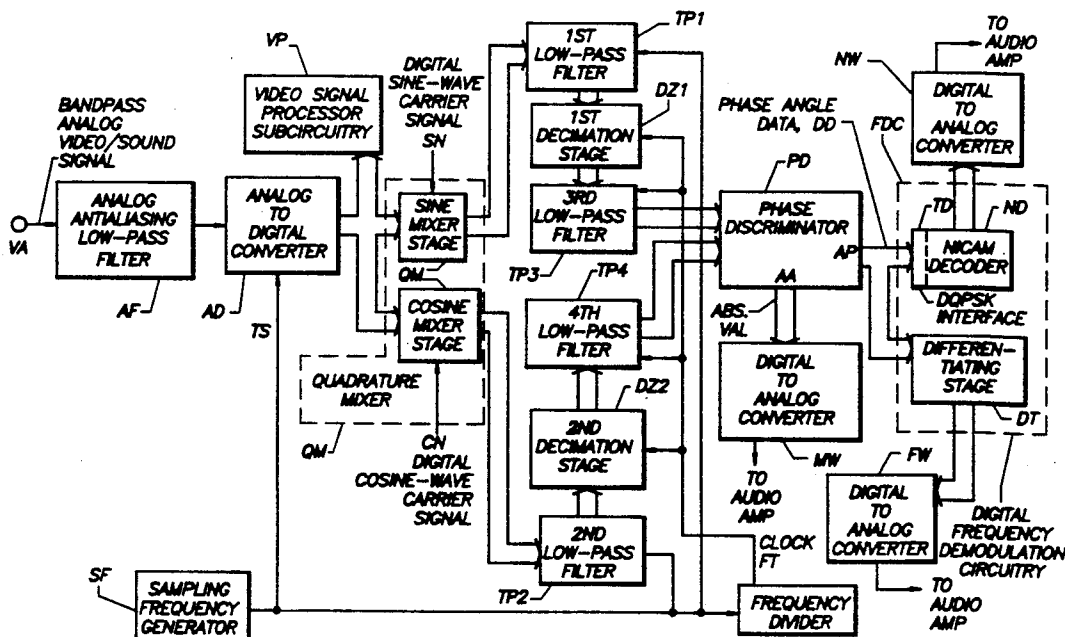 BANDPASS
ANALOG
VIDEO/SOUND
SIGNAL
VA
ANALOG
ANTIALIASING
LOW-PASS
FILTER
AF
VP
VIDEO SIGNAL
PROCESSOR
SUBCIRCUITRY
ANALOG
TO
DIGITAL
CONVERTER
AD
TS
DIGITAL
SINE-WAVE
CARRIER
SIGNAL
SN
SINE
MIXER
STAGE
QM
COSINE
MIXER
STAGE
QUADRATURE
MIXER
QM
CN
DIGITAL
COSINE-WAVE
CARRIER
SIGNAL
TP1
1ST
LOW-PASS
FILTER
DZ1
1ST
DECIMATION
STAGE
3RD
LOW-PASS
FILTER
TP3
TP4
4TH
LOW-PASS
FILTER
DZ2
2ND
DECIMATION
STAGE
2ND
LOW-PASS
FILTER
TP2
PHASE ANGLE
DATA, DD
PD
PHASE
DISCRIMINATOR
AP
AA
ABS.
VAL
DIGITAL
TO
ANALOG
CONVERTER
MW
TO
AUDIO
AMP
TO
AUDIO
AMP
NW
DIGITAL
TO
ANALOG
CONVERTER
FDC
TD
ND
NICAM
DECODER
DQPSK
INTERFACE
DIFFEREN-
TIATING
STAGE
DT
FW
DIGITAL
TO
ANALOG
CONVERTER
TO
AUDIO
AMP
DIGITAL
FREQUENCY
DEMODULATION
CIRCUITRY
CLOCK
FT
FREQUENCY
DIVIDER
SF
SAMPLING
FREQUENCY
GENERATOR